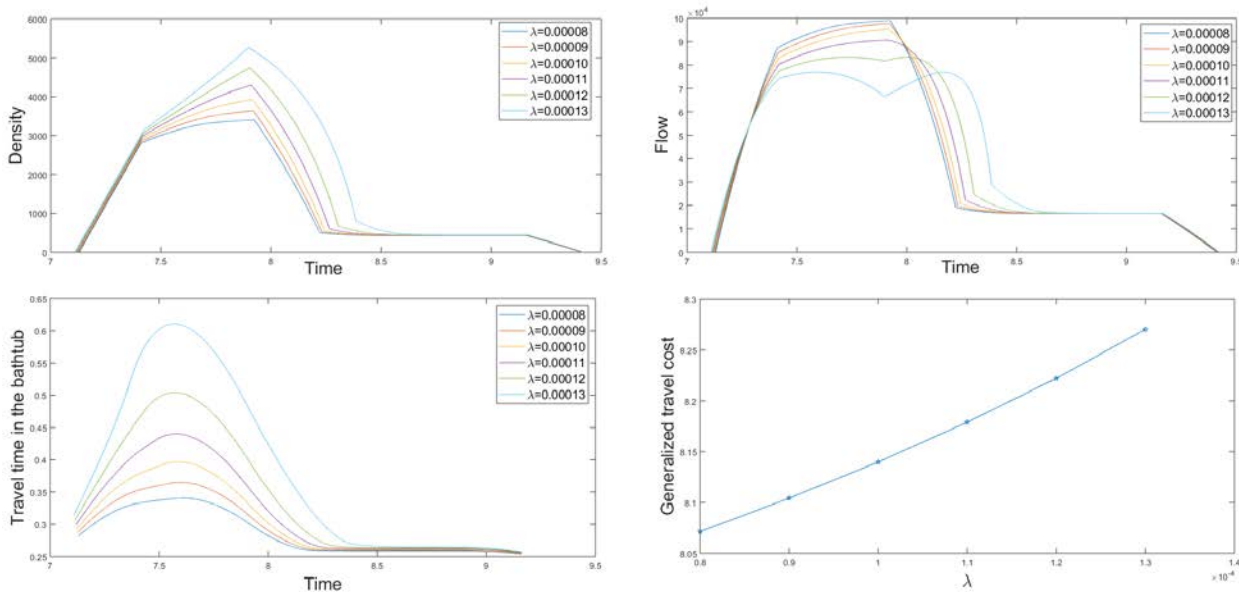 6000
5000
4000
3000
2000
1000
0
Density
7
7.5
8
8.5
9
9.5
Time
λ=0.00008
λ=0.00009
λ=0.00010
λ=0.00011
λ=0.00012
λ=0.00013
×10⁴
10
9
8
7
6
5
4
3
2
1
0
Flow
7
7.5
8
8.5
9
9.5
Time
λ=0.00008
λ=0.00009
λ=0.00010
λ=0.00011
λ=0.00012
λ=0.00013
0.65
0.6
0.55
0.5
0.45
0.4
0.35
0.3
0.25
Travel time in the bathtub
7
7.5
8
8.5
9
9.5
Time
λ=0.00008
λ=0.00009
λ=0.00010
λ=0.00011
λ=0.00012
λ=0.00013
8.3
8.25
8.2
8.15
8.1
8.05
Generalized travel cost
0.8
0.9
1
1.1
1.2
1.3
1.4
×10⁻⁴
λ